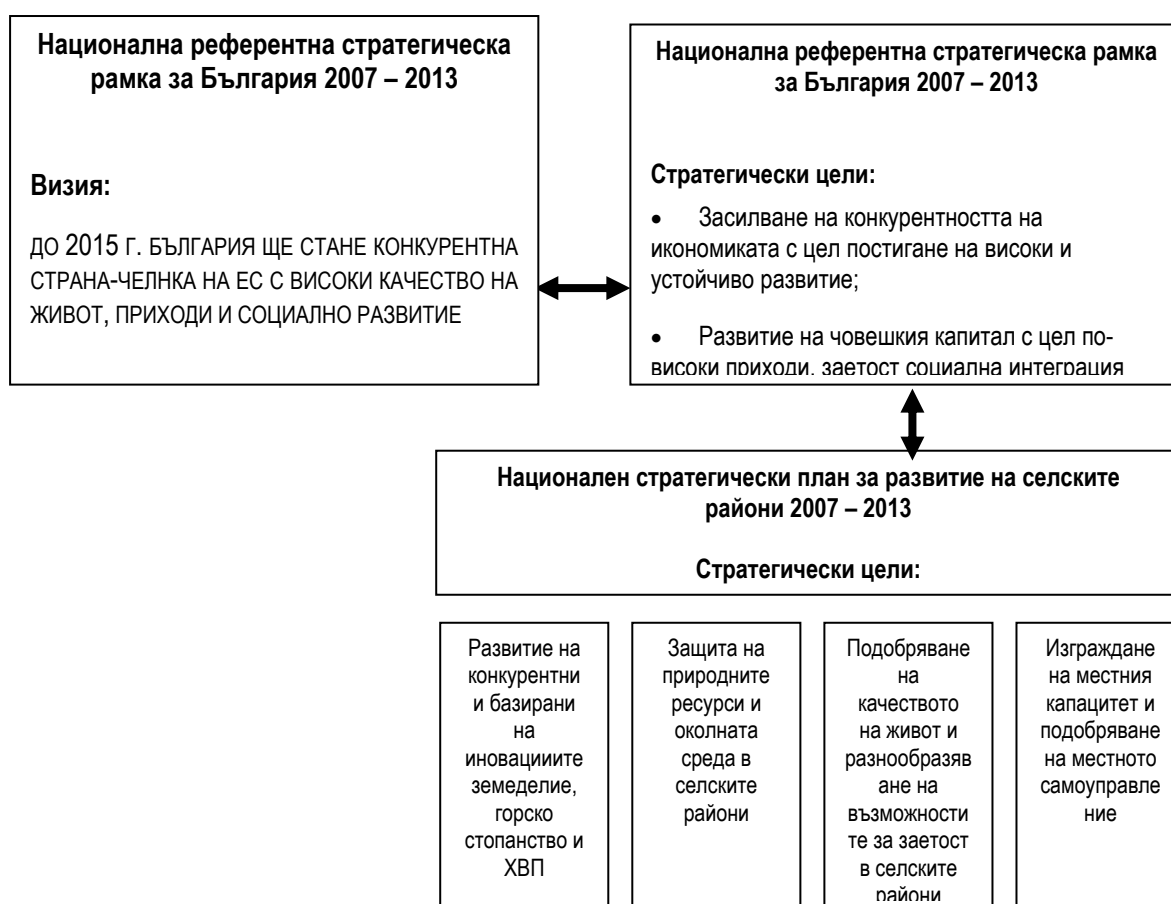 Национална референтна стратегическа
рамка за България 2007 – 2013
Визия:
ДО 2015 Г. БЪЛГАРИЯ ЩЕ СТАНЕ КОНКУРЕНТНА
СТРАНА-ЧЕЛНКА НА ЕС С ВИСОКИ КАЧЕСТВО НА
ЖИВОТ, ПРИХОДИ И СОЦИАЛНО РАЗВИТИЕ
Национална референтна стратегическа рамка
за България 2007 – 2013
Стратегически цели:
• Засилване на конкурентността на
икономиката с цел постигане на високи и
устойчиво развитие;
• Развитие на човешкия капитал с цел по-
високи приходи, заетост социална интеграция
Национален стратегически план за развитие на селските
райони 2007 – 2013
Стратегически цели:
Развитие на
конкурентни
и базирани
на
иновациите
земеделие,
горско
стопанство и
ХВП
Защита на
природните
ресурси и
околната
среда в
селските
райони
Подобряване
на
качеството
на живот и
разнообразяв
ане на
възможности
те за заетост
в селските
райони
Изграждане
на местния
капацитет и
подобряване
на местното
самоуправле
ние